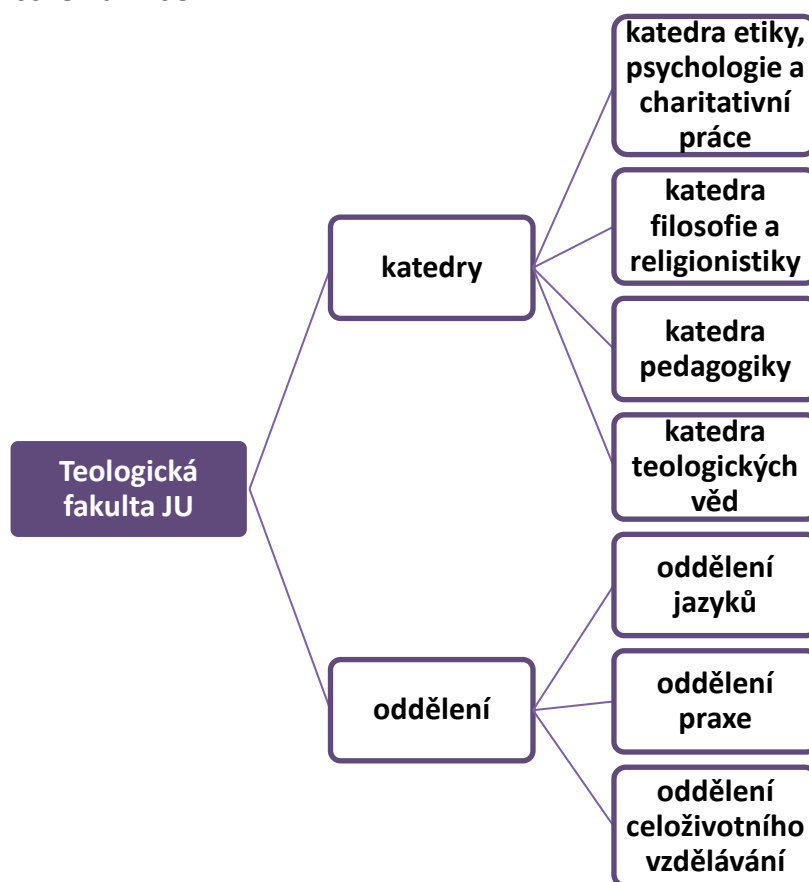 katedra etiky,
psychologie a
charitativní
práce
katedra
filosofie a
religionistiky
katedry
katedra
pedagogiky
katedra
teologických
věd
Teologická
fakulta JU
oddělení
jazyků
oddělení
oddělení
praxe
oddělení
celoživotního
vzdělávání